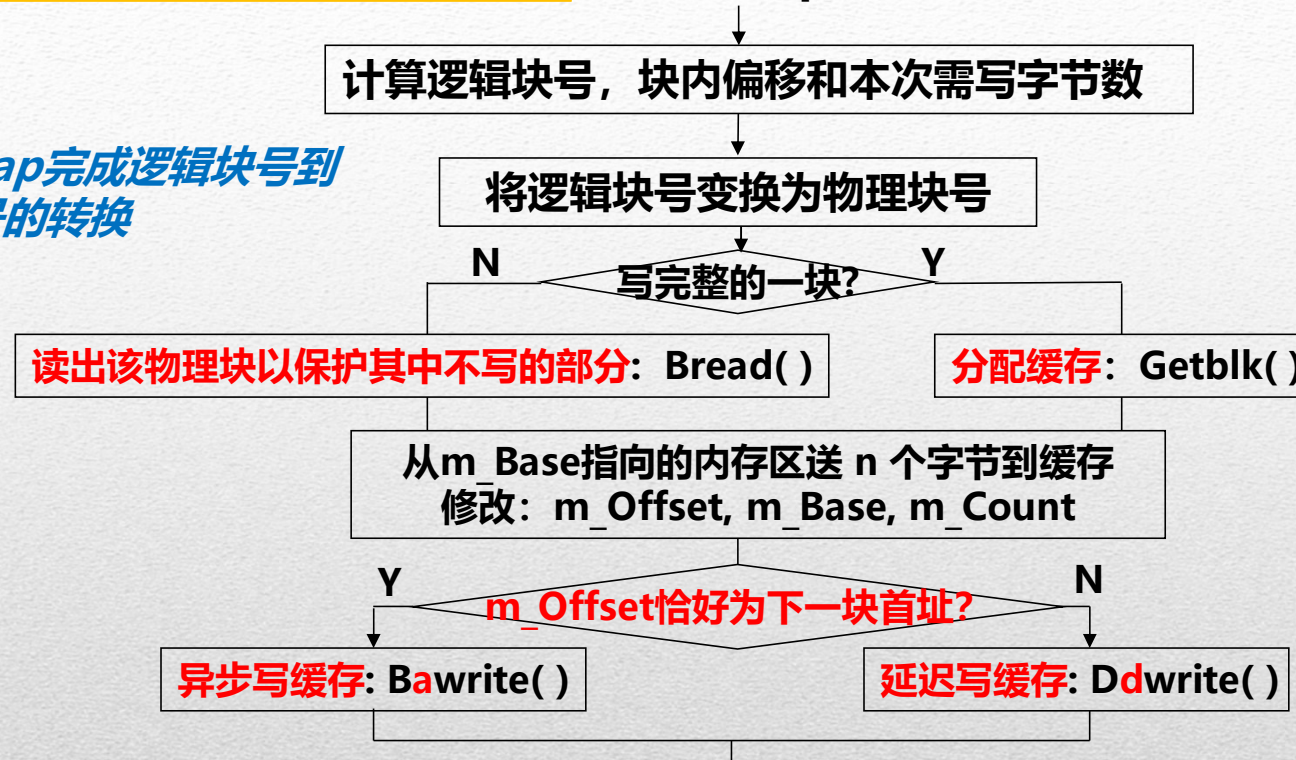 计算逻辑块号，块内偏移和本次需写字节数
ap完成逻辑块号到
的转换
将逻辑块号变换为物理块号
N
Y
写完整的一块?
读出该物理块以保护其中不写的部分: Bread( )
分配缓存: Getblk( )
从m_Base指向的内存区送 n 个字节到缓存
修改：m_Offset, m_Base, m_Count
Y
N
m_Offset恰好为下一块首址?
异步写缓存: Bawrite( )
延迟写缓存: Ddwrite( )